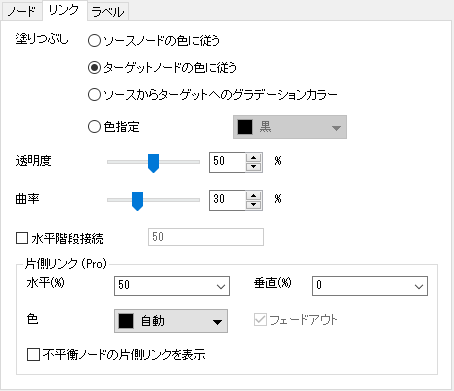 ノード リンク ラベル
塗りつぶし ソースノードの色に従う
ターゲットノードの色に従う
ソースからターゲットへのグラデーションカラー
色指定 黒
透明度 50 %
曲率 30 %
水平階段接続 50
片側リンク (Pro)
水平(%) 50 垂直(%) 0
色 自動 フェードアウト
不平衡ノードの片側リンクを表示